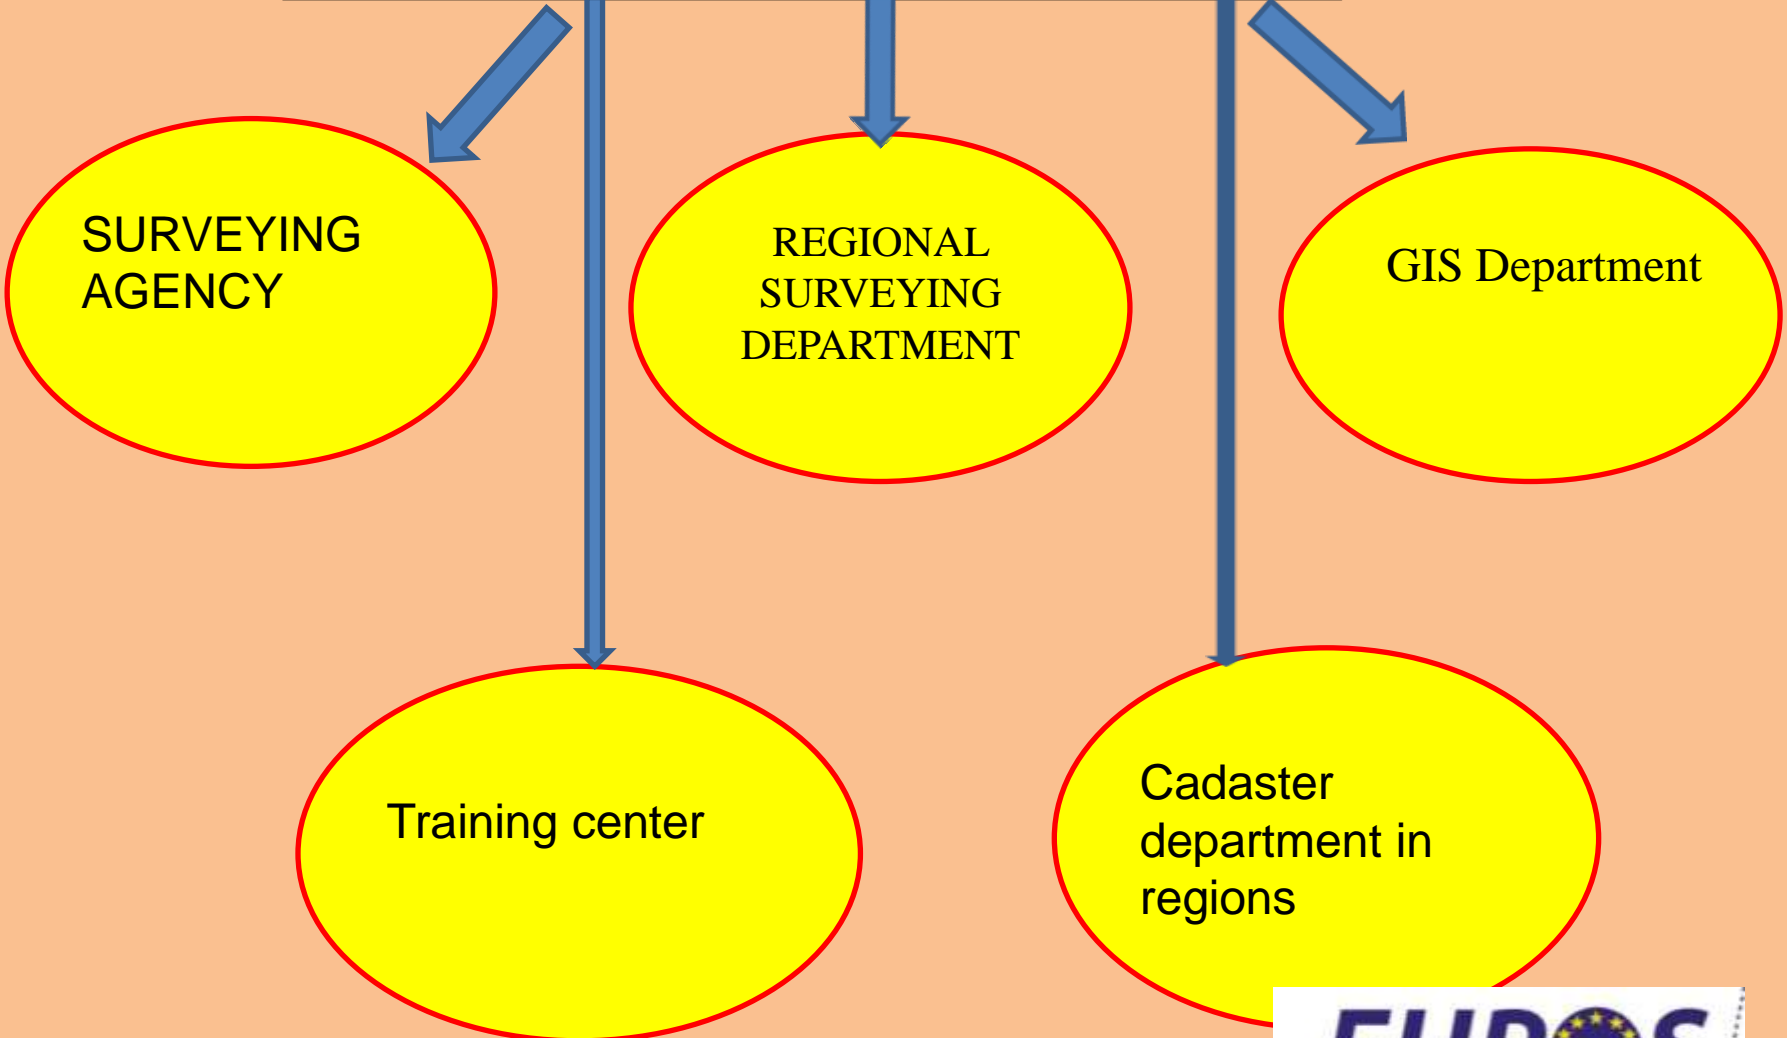 SURVEYING
AGENCY
REGIONAL
SURVEYING
DEPARTMENT
GIS Department
Training center
Cadaster
department in
regions